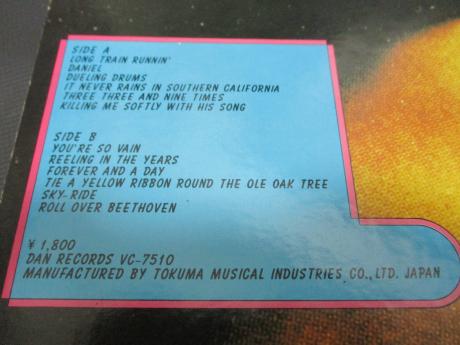 SIDE A
LONG TRAIN RUNNIN'
DANIEL
DUELING DRUMS
IT NEVER RAINS IN SOUTHERN CALIFORNIA
THREE THREE AND NINE TIMES
KILLING ME SOFTLY WITH HIS SONG
SIDE B
YOU'RE SO VAIN
REELING IN THE YEARS
FOREVER AND A DAY
TIE A YELLOW RIBBON ROUND THE OLE OAK TREE
SKY-RIDE
ROLL OVER BEETHOVEN
¥ 1,800
DAN RECORDS VC-7510
MANUFACTURED BY TOKUMA MUSICAL INDUSTRIES CO., LTD. JAPAN